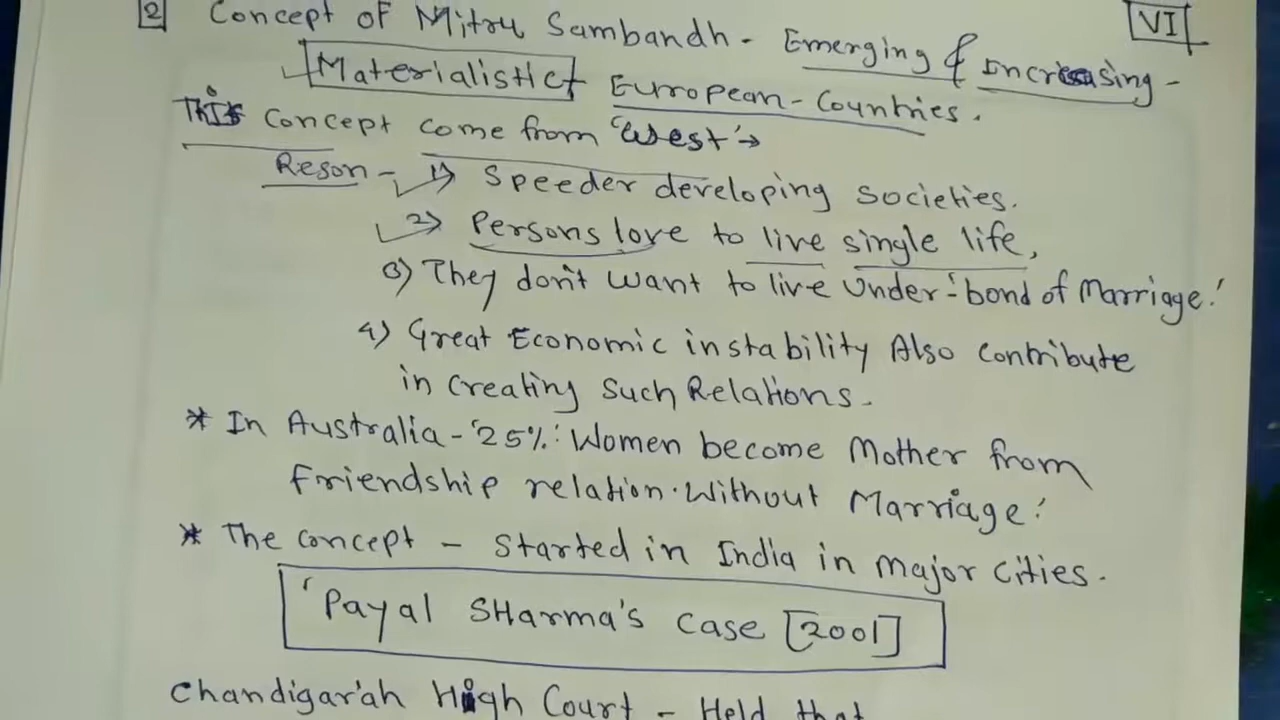 2 Concept of Mitru Sambandh - Emerging & Increasing - VI
Materialistic European - Countries.
This Concept come from 'West' →
Reson - 1) Speeder developing societies.
2) Persons love to live single life,
3) They don't want to live Under 'bond of Marriage.'
4) Great Economic instability Also Contribute
in Creating Such Relations.
* In Australia - '25%' Women become Mother from
Friendship relation. Without Marriage!
* The Concept - Started in India in major Cities.
'Payal SHarma's Case [2001]
Chandigarah High Court - Held that